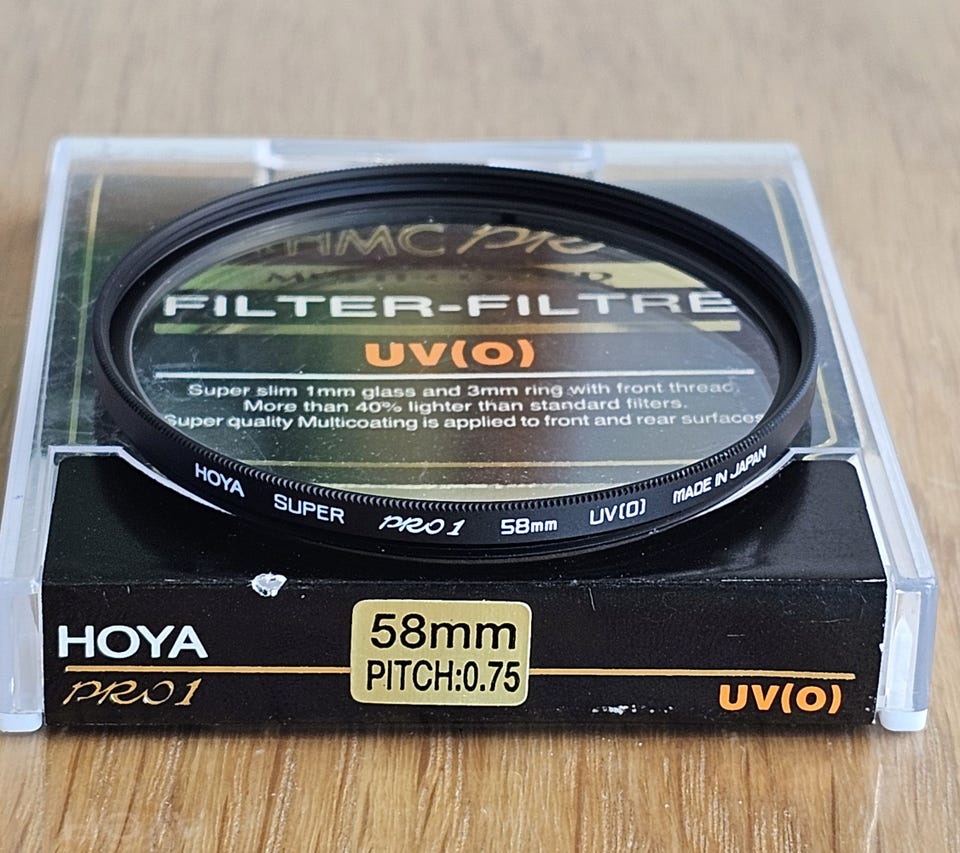 HMC PRO
FILTER-FILTRE
UV(O)
Super slim 1mm glass and 3mm ring with front thread.
More than 40% lighter than standard filters.
Super quality Multicoating is applied to front and rear surfaces
HOYA SUPER PRO1 58mm UV(O) MADE IN JAPAN
HOYA
PRO1
58mm
PITCH:0.75
UV(O)